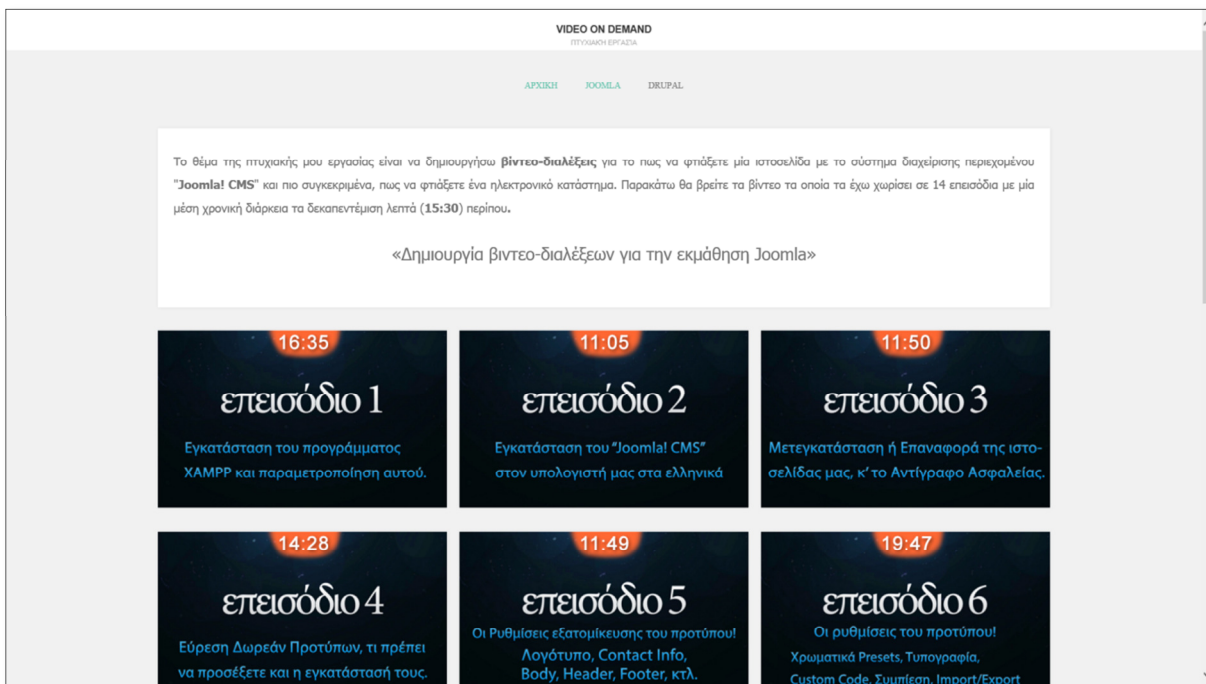 VIDEO ON DEMAND
ΠΤΥΧΙΑΚΗ ΕΡΓΑΣΙΑ
ΑΡΧΙΚΗ JOOMLA DRUPAL
Το θέμα της πτυχιακής μου εργασίας είναι να δημιουργήσω βίντεο-διαλέξεις για το πως να φτιάξετε μία ιστοσελίδα με το σύστημα διαχείρισης περιεχομένου
"Joomla! CMS" και πιο συγκεκριμένα, πως να φτιάξετε ένα ηλεκτρονικό κατάστημα. Παρακάτω θα βρείτε τα βίντεο τα οποία τα έχω χωρίσει σε 14 επεισόδια με μία
μέση χρονική διάρκεια τα δεκαπεντέμιση λεπτά (15:30) περίπου.
«Δημιουργία βιντεο-διαλέξεων για την εκμάθηση Joomla»
16:35
επεισόδιο 1
Εγκατάσταση του προγράμματος
XAMPP και παραμετροποίηση αυτού.
11:05
επεισόδιο 2
Εγκατάσταση του "Joomla! CMS"
στον υπολογιστή μας στα ελληνικά
11:50
επεισόδιο 3
Μετεγκατάσταση ή Επαναφορά της ιστο-
σελίδας μας, κ' το Αντίγραφο Ασφαλείας.
14:28
επεισόδιο 4
Εύρεση Δωρεάν Προτύπων, τι πρέπει
να προσέξετε και η εγκατάστασή τους.
11:49
επεισόδιο 5
Οι Ρυθμίσεις εξατομίκευσης του προτύπου!
Λογότυπο, Contact Info,
Body, Header, Footer, κτλ.
19:47
επεισόδιο 6
Οι ρυθμίσεις του προτύπου!
Χρωματικά Presets, Τυπογραφία,
Custom Code, Συμπίεση, Import/Export